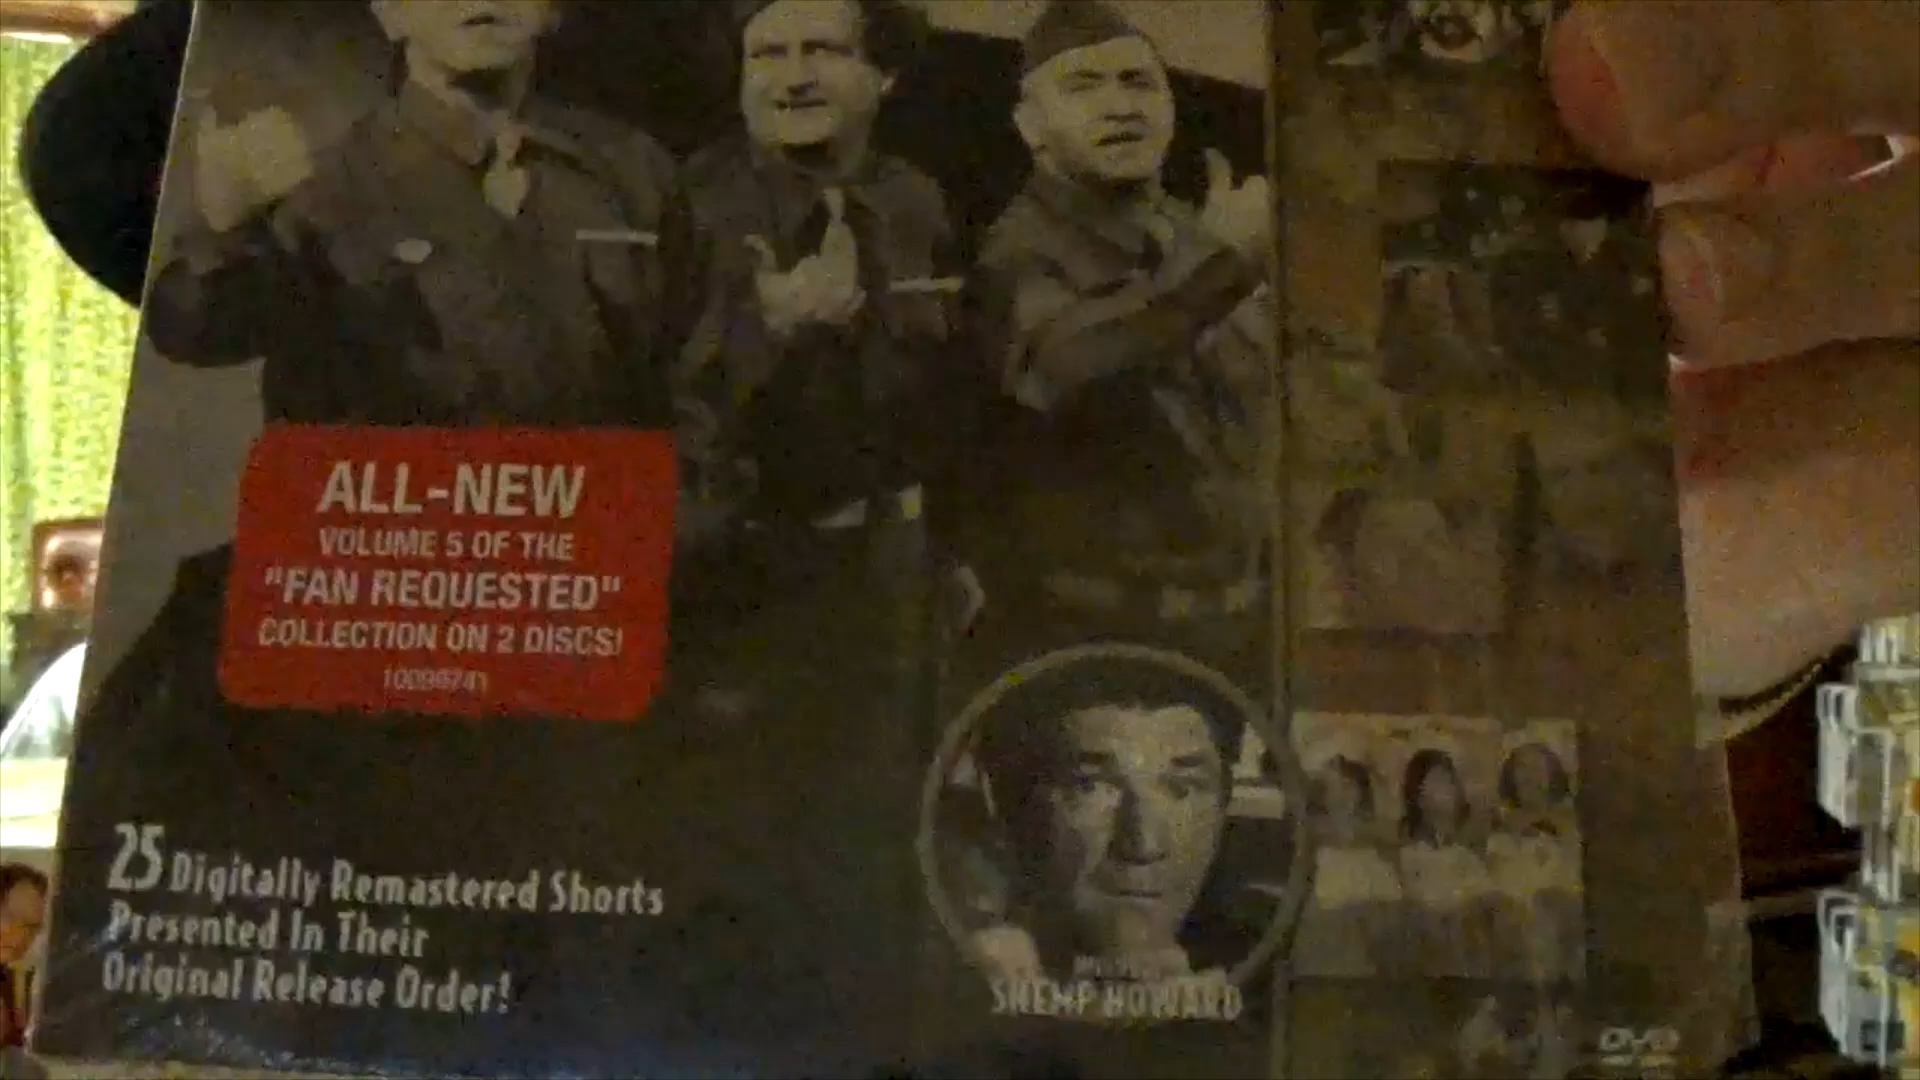 ALL-NEW
VOLUME 5 OF THE
"FAN REQUESTED"
COLLECTION ON 2 DISCS!
25 Digitally Remastered Shorts
Presented In Their
Original Release Order!
SHEMP HOWARD
DVD